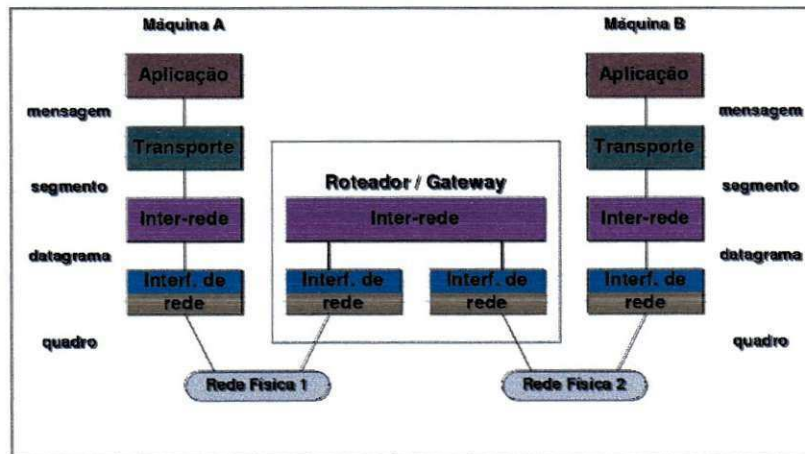 Máquina A
Máquina B
Aplicação
Aplicação
mensagem
mensagem
Transporte
Transporte
segmento
Roteador / Gateway
segmento
Inter-rede
Inter-rede
Inter-rede
datagrama
datagrama
Interf. de
rede
Interf. de
rede
Interf. de
rede
Interf. de
rede
quadro
quadro
Rede Física 1
Rede Física 2